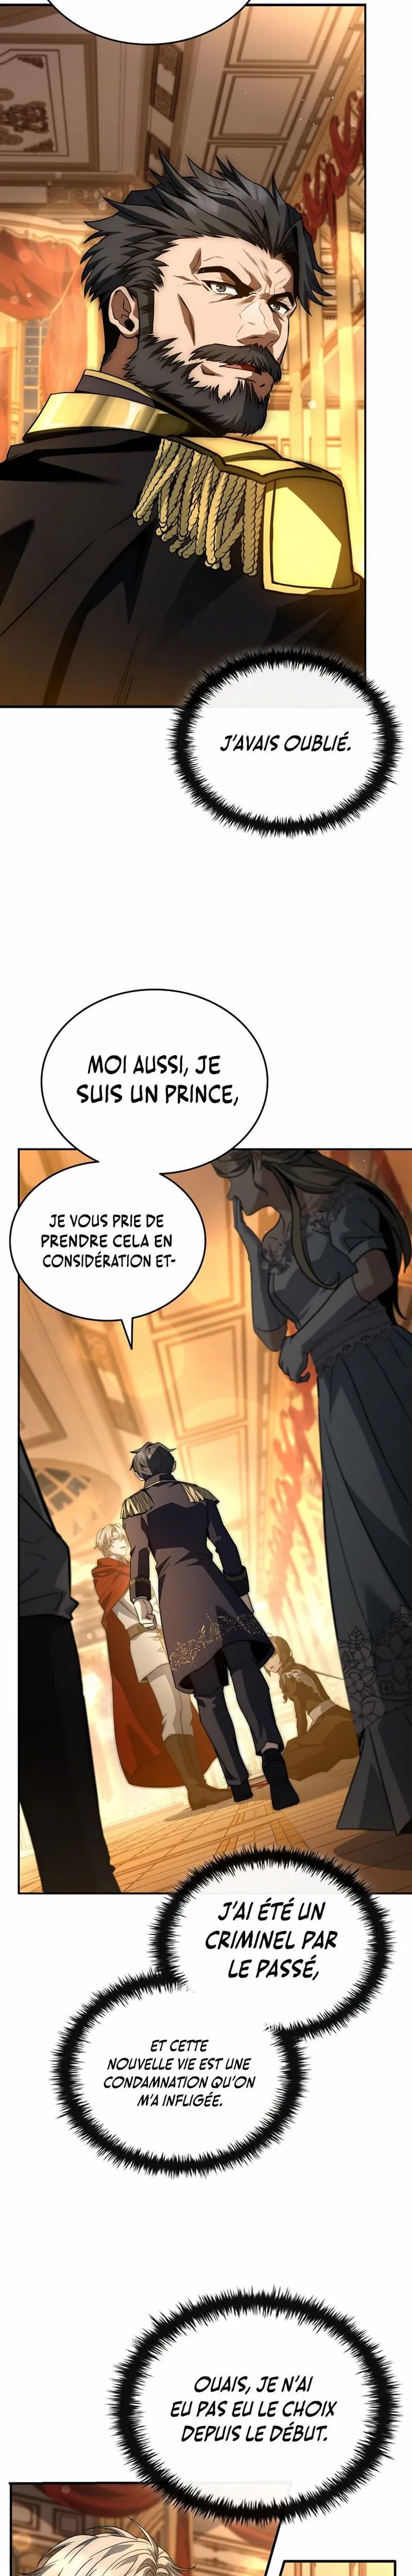 J'AVAIS OUBLIÉ.
MOI AUSSI, JE
SUIS UN PRINCE,
JE VOUS PRIE DE
PRENDRE CELA EN
CONSIDÉRATION ET-
J'AI ÉTÉ UN
CRIMINEL PAR
LE PASSÉ,
ET CETTE
NOUVELLE VIE EST UNE
CONDAMNATION QU'ON
M'A INFLIGÉE.
OUAIS, JE N'AI
EU PAS EU LE CHOIX
DEPUIS LE DÉBUT.